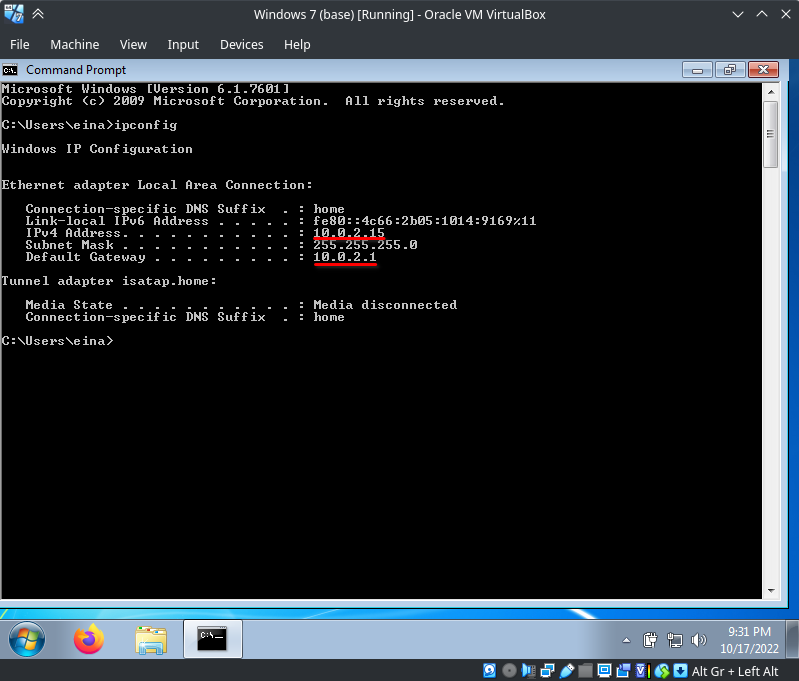 Windows 7 (base) [Running] - Oracle VM VirtualBox
File Machine View Input Devices Help
Command Prompt
Microsoft Windows [Version 6.1.7601]
Copyright (c) 2009 Microsoft Corporation.  All rights reserved.
C:\Users\eina>ipconfig
Windows IP Configuration
Ethernet adapter Local Area Connection:
   Connection-specific DNS Suffix  . : home
   Link-local IPv6 Address . . . . . : fe80::4c66:2b05:1014:9169%11
   IPv4 Address. . . . . . . . . . . : 10.0.2.15
   Subnet Mask . . . . . . . . . . . : 255.255.255.0
   Default Gateway . . . . . . . . . : 10.0.2.1
Tunnel adapter isatap.home:
   Media State . . . . . . . . . . . : Media disconnected
   Connection-specific DNS Suffix  . : home
C:\Users\eina>
9:31 PM
10/17/2022
Alt Gr + Left Alt